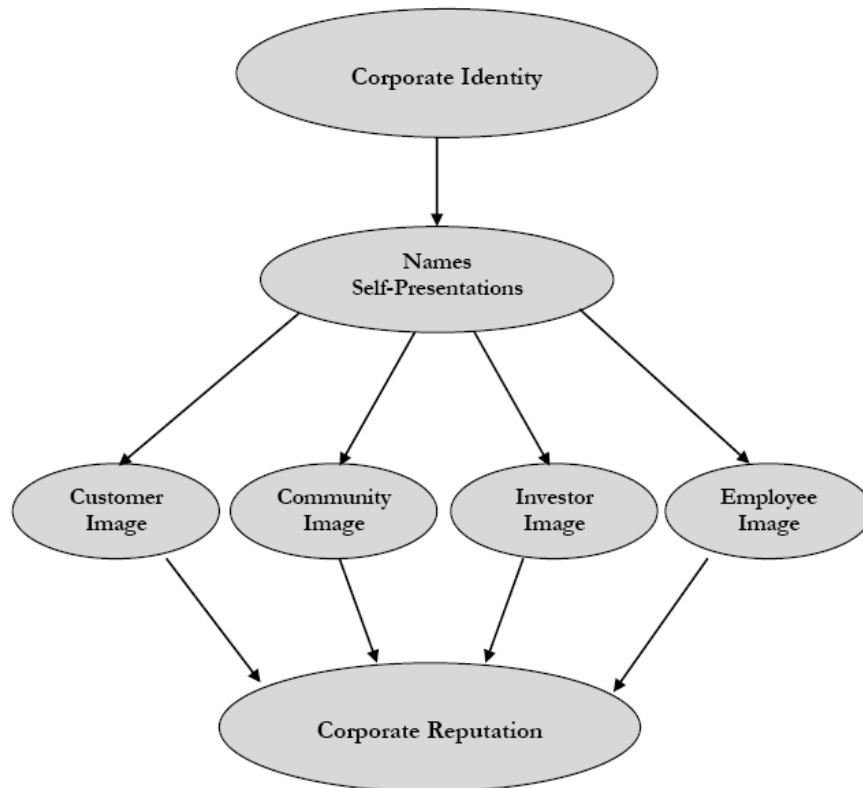 Corporate Identity
Names
Self-Presentations
Customer
Image
Community
Image
Investor
Image
Employee
Image
Corporate Reputation